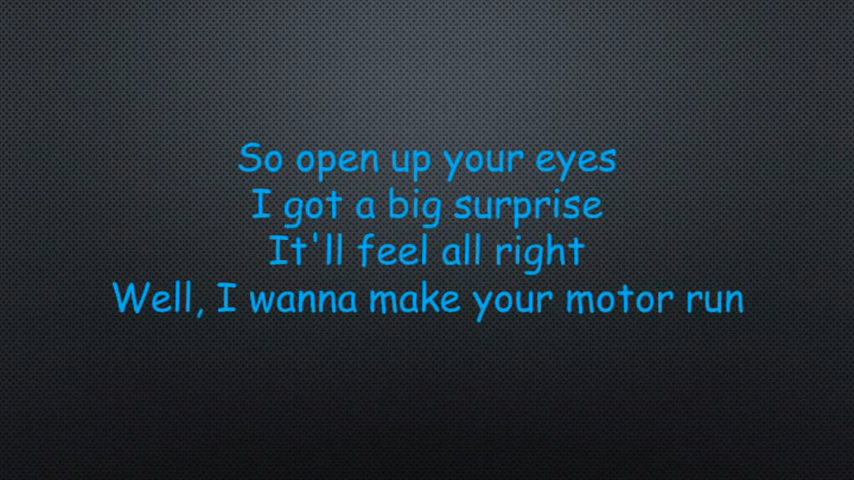 So open up your eyes
I got a big surprise
It'll feel all right
Well, I wanna make your motor run